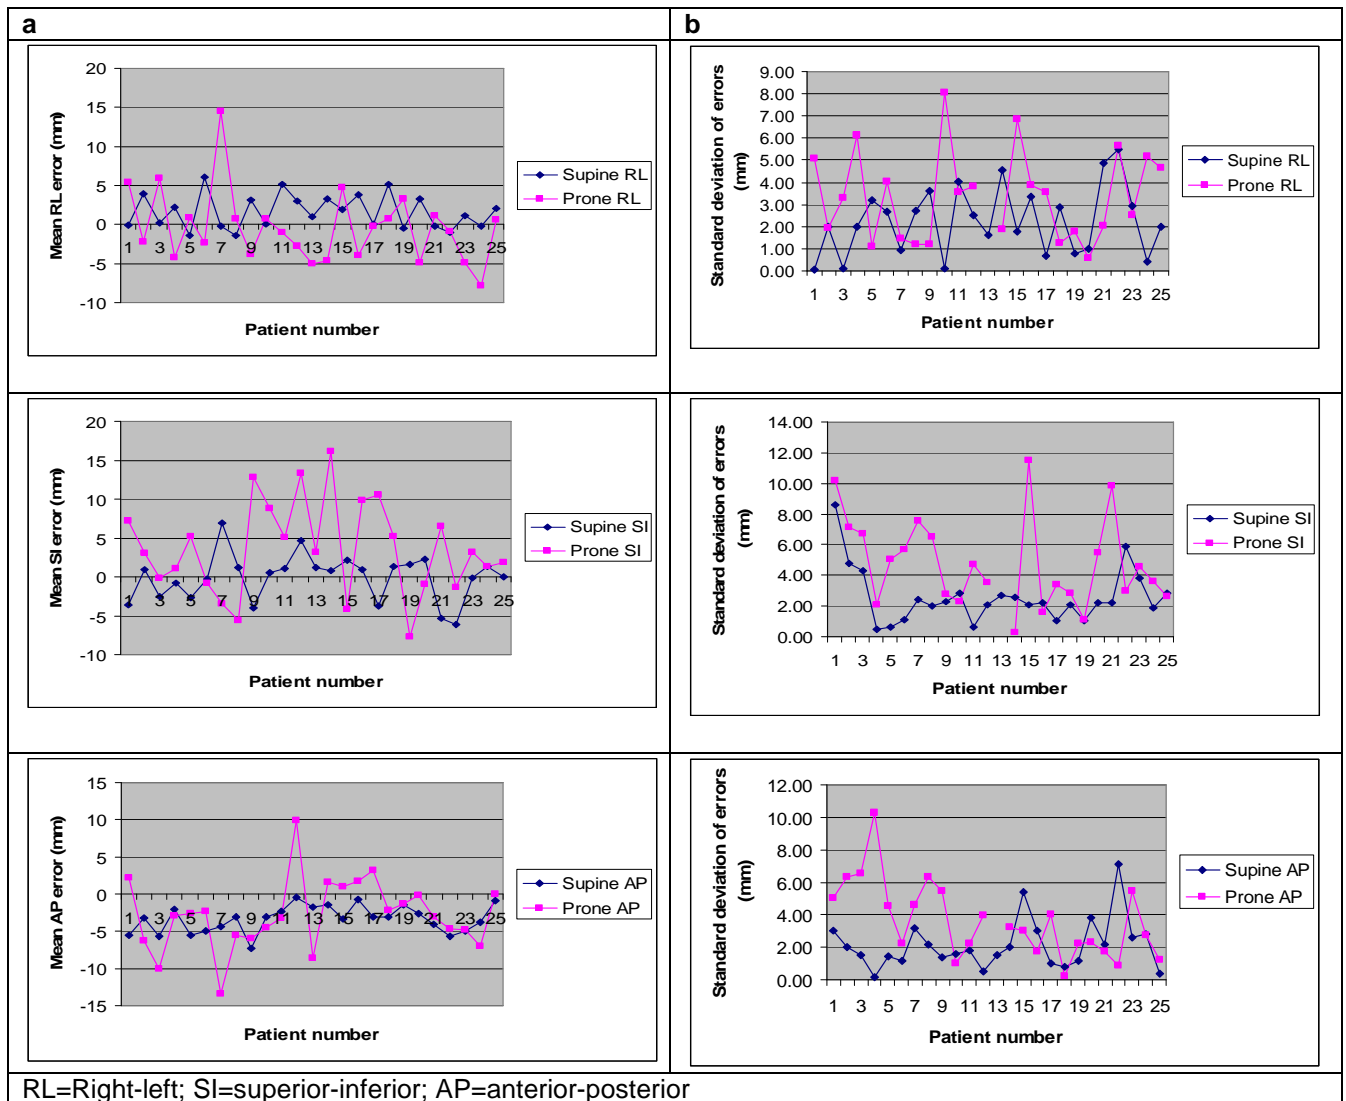 a
b
20
15
10
5
0
-5
-10
Mean RL error (mm)
1 3 5 7 9 11 13 15 17 19 21 23 25
Patient number
Supine RL
Prone RL
9.00
8.00
7.00
6.00
5.00
4.00
3.00
2.00
1.00
0.00
Standard deviation of errors
(mm)
1 3 5 7 9 11 13 15 17 19 21 23 25
Patient number
Supine RL
Prone RL
20
15
10
5
0
-5
-10
Mean SI error (mm)
1 3 5 7 9 11 13 15 17 19 21 23 25
Patient number
Supine SI
Prone SI
14.00
12.00
10.00
8.00
6.00
4.00
2.00
0.00
Standard deviation of errors
(mm)
1 3 5 7 9 11 13 15 17 19 21 23 25
Patient number
Supine SI
Prone SI
15
10
5
0
-5
-10
-15
Mean AP error (mm)
1 3 5 7 9 11 13 15 17 19 21 23 25
Patient number
Supine AP
Prone AP
12.00
10.00
8.00
6.00
4.00
2.00
0.00
Standard deviation of errors
(mm)
1 3 5 7 9 11 13 15 17 19 21 23 25
Patient number
Supine AP
Prone AP
RL=Right-left; SI=superior-inferior; AP=anterior-posterior